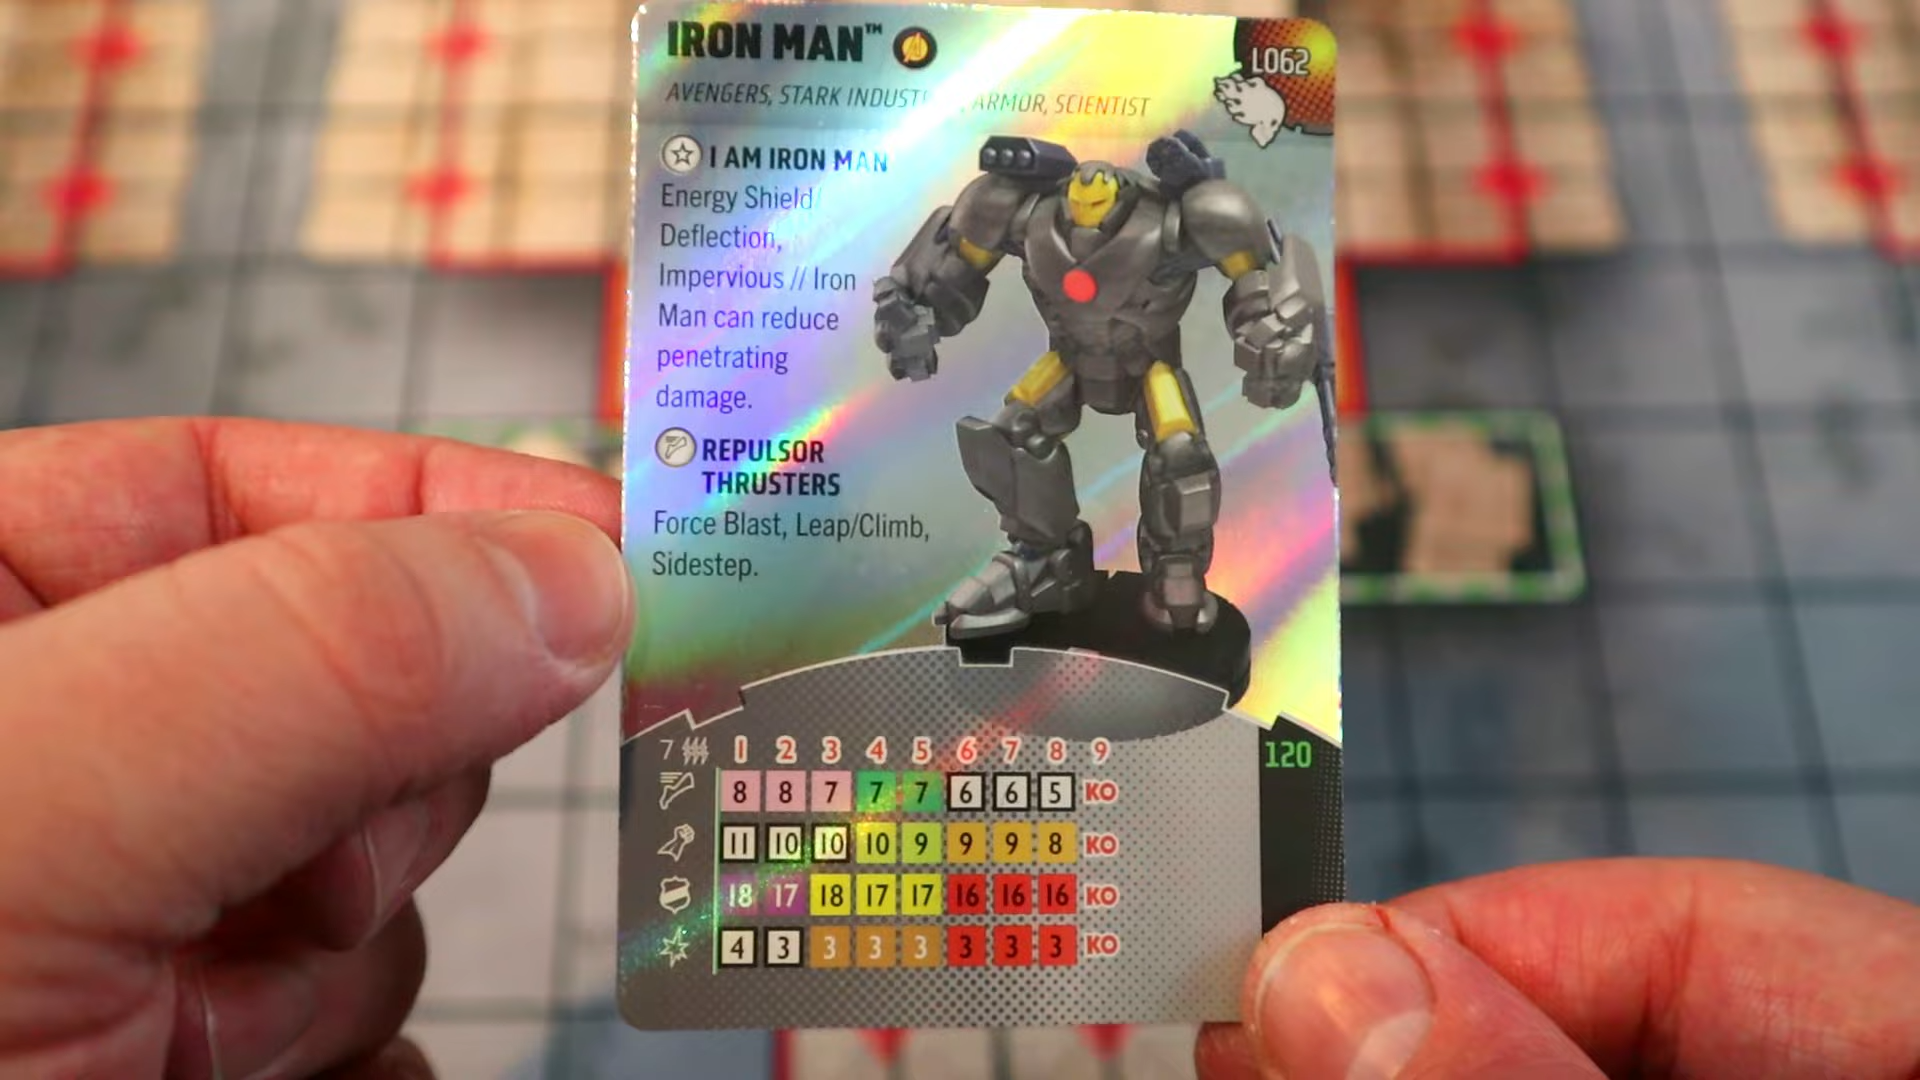 IRON MAN™
L062
AVENGERS, STARK ARMOR, SCIENTIST
I AM IRON MAN
Energy Shield/
Deflection,
Impervious // Iron
Man can reduce
penetrating
damage.
REPULSOR
THRUSTERS
Force Blast, Leap/Climb,
Sidestep.
7 1 2 3 4 5 6 7 8 9
120
8 8 7 7 7 6 6 5 KO
11 10 10 10 9 9 9 8 KO
18 17 18 17 17 16 16 16 KO
4 3 3 3 3 3 3 3 KO